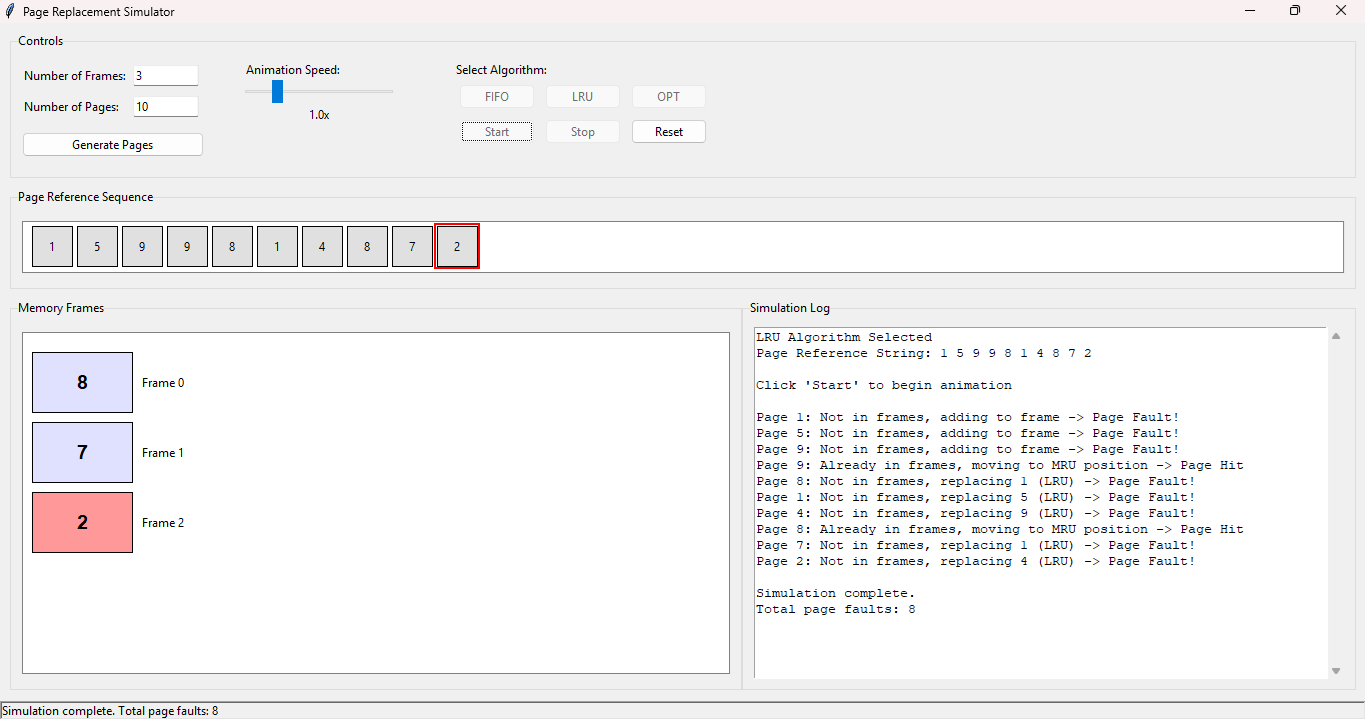 Page Replacement Simulator
Controls
Number of Frames: 3
Number of Pages: 10
Generate Pages
Animation Speed:
1.0x
Select Algorithm:
FIFO LRU OPT
Start Stop Reset
Page Reference Sequence
1 5 9 9 8 1 4 8 7 2
Memory Frames
8 Frame 0
7 Frame 1
2 Frame 2
Simulation Log
LRU Algorithm Selected
Page Reference String: 1 5 9 9 8 1 4 8 7 2
Click 'Start' to begin animation
Page 1: Not in frames, adding to frame -> Page Fault!
Page 5: Not in frames, adding to frame -> Page Fault!
Page 9: Not in frames, adding to frame -> Page Fault!
Page 9: Already in frames, moving to MRU position -> Page Hit
Page 8: Not in frames, replacing 1 (LRU) -> Page Fault!
Page 1: Not in frames, replacing 5 (LRU) -> Page Fault!
Page 4: Not in frames, replacing 9 (LRU) -> Page Fault!
Page 8: Already in frames, moving to MRU position -> Page Hit
Page 7: Not in frames, replacing 1 (LRU) -> Page Fault!
Page 2: Not in frames, replacing 4 (LRU) -> Page Fault!
Simulation complete.
Total page faults: 8
Simulation complete. Total page faults: 8